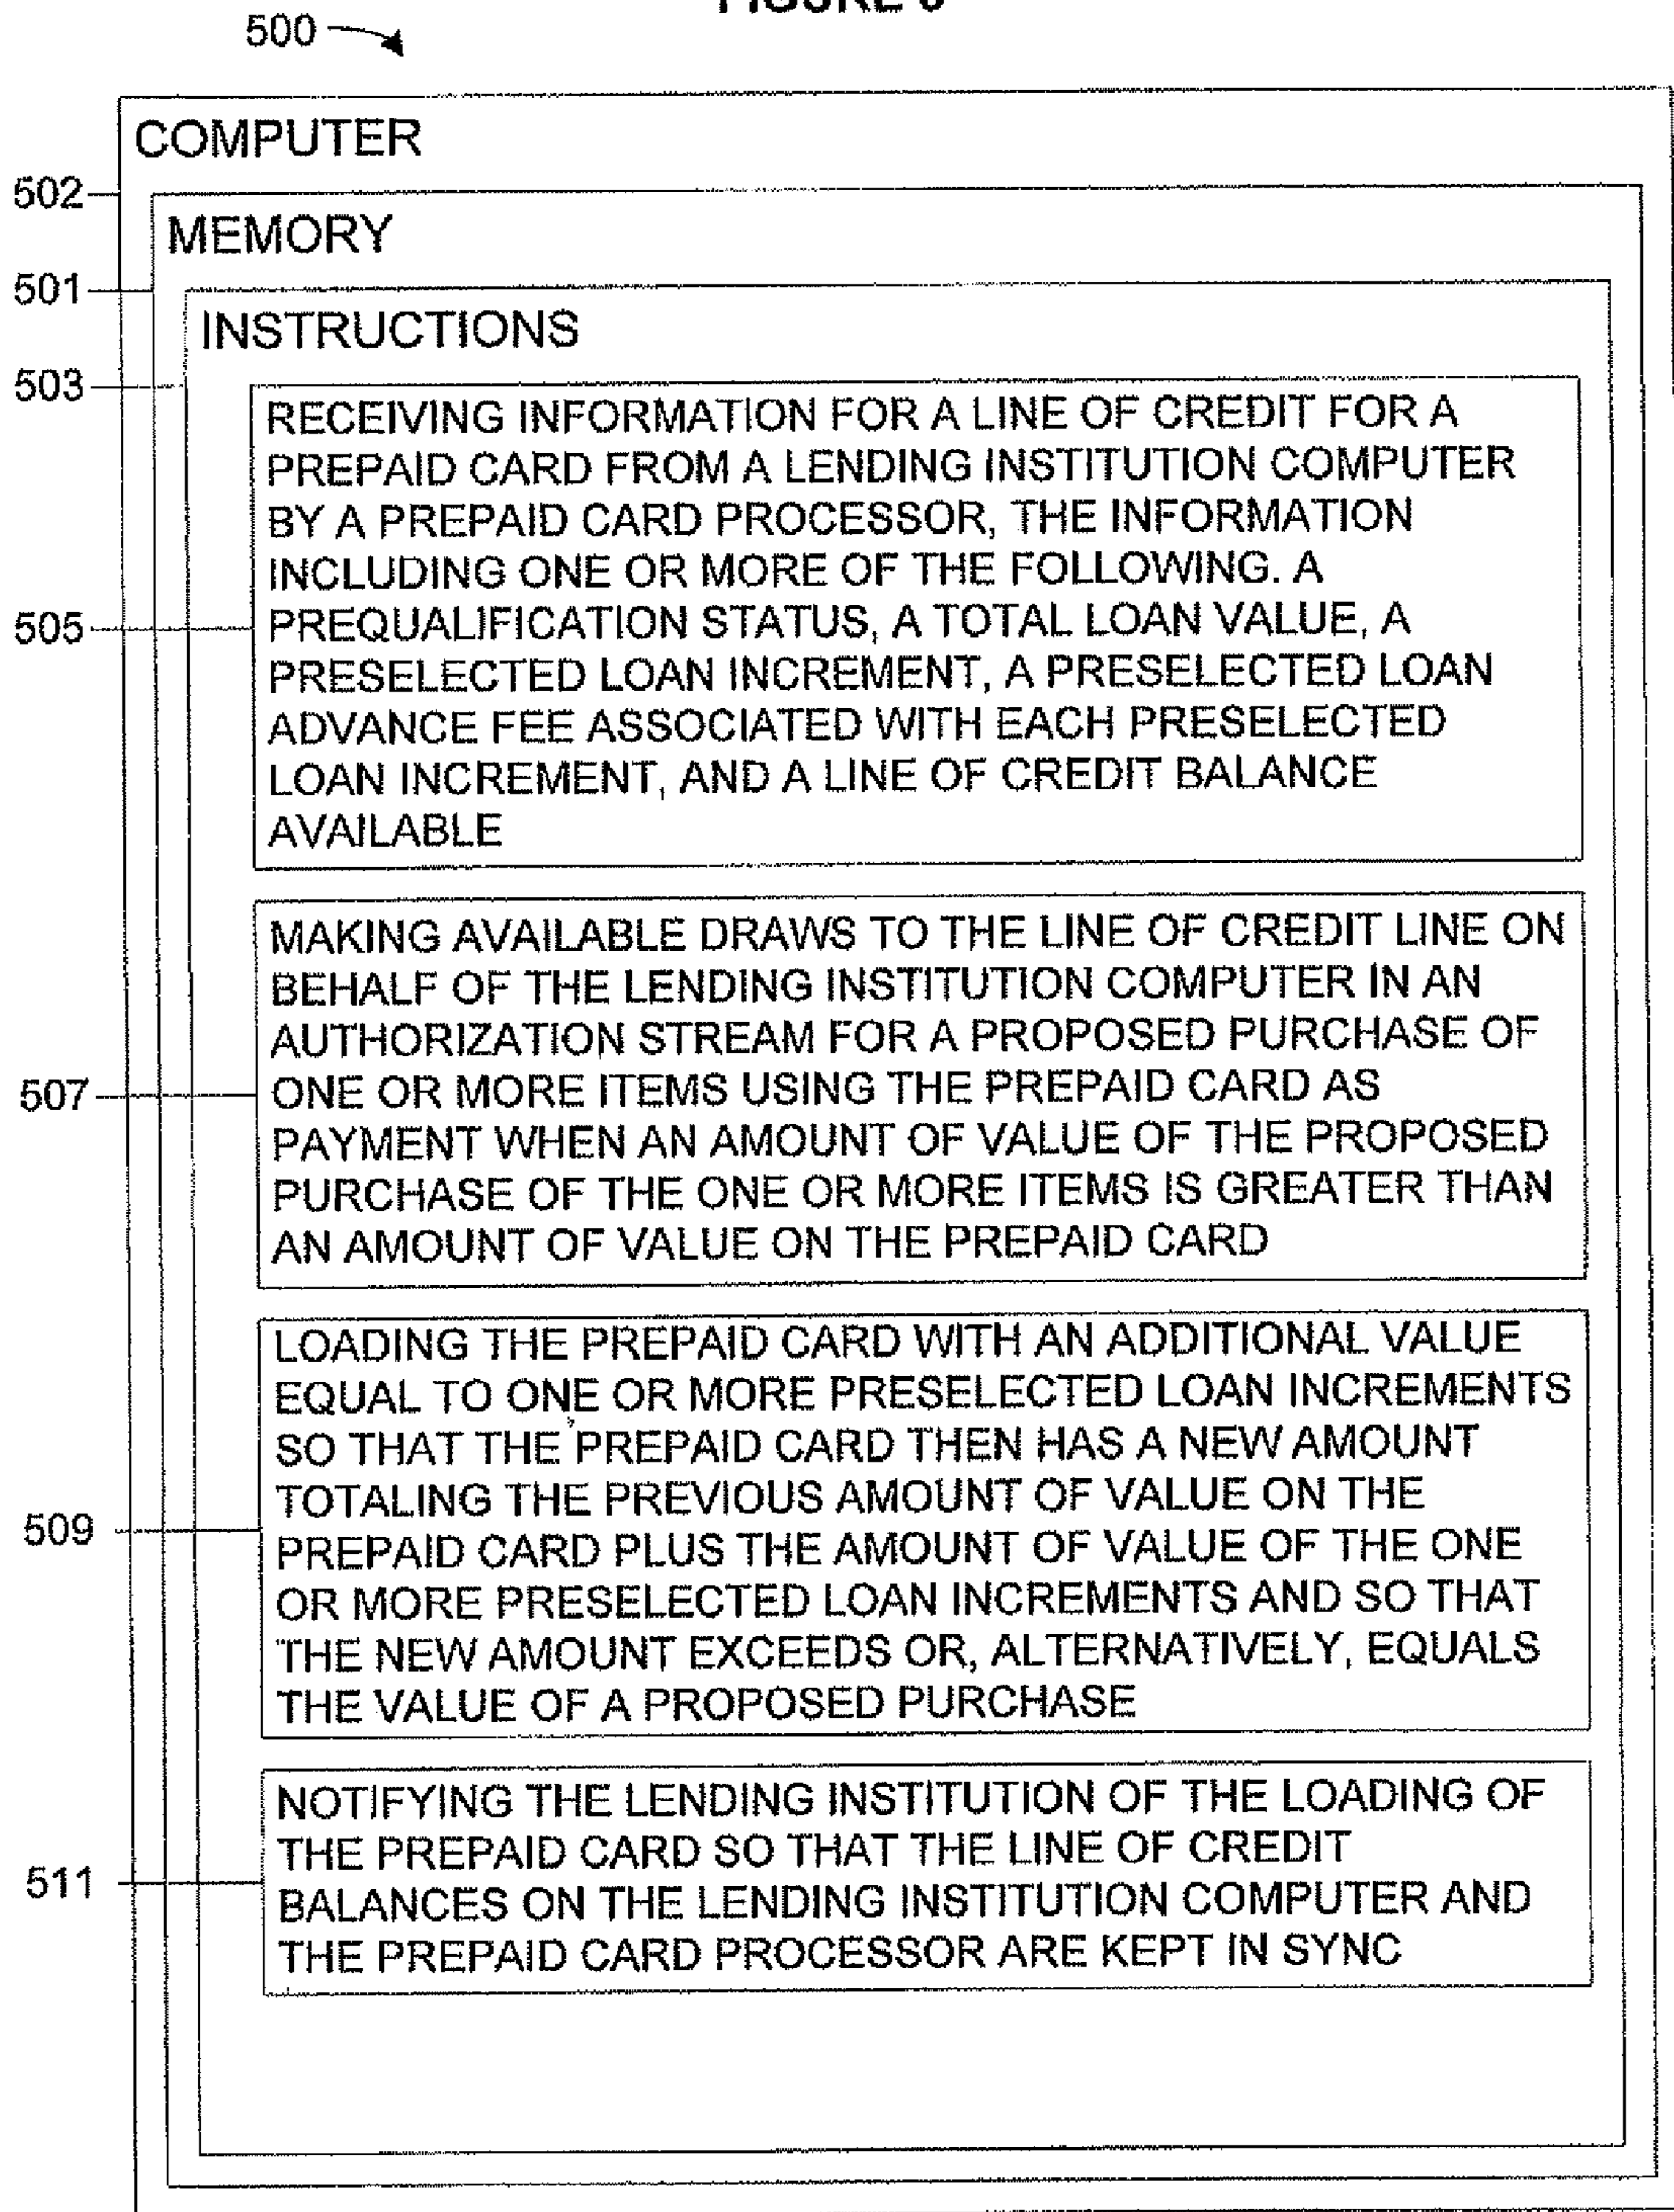 500
COMPUTER
502
MEMORY
501
INSTRUCTIONS
503
RECEIVING INFORMATION FOR A LINE OF CREDIT FOR A
PREPAID CARD FROM A LENDING INSTITUTION COMPUTER
BY A PREPAID CARD PROCESSOR, THE INFORMATION
INCLUDING ONE OR MORE OF THE FOLLOWING. A
505
PREQUALIFICATION STATUS, A TOTAL LOAN VALUE, A
PRESELECTED LOAN INCREMENT, A PRESELECTED LOAN
ADVANCE FEE ASSOCIATED WITH EACH PRESELECTED
LOAN INCREMENT, AND A LINE OF CREDIT BALANCE
AVAILABLE
MAKING AVAILABLE DRAWS TO THE LINE OF CREDIT LINE ON
BEHALF OF THE LENDING INSTITUTION COMPUTER IN AN
AUTHORIZATION STREAM FOR A PROPOSED PURCHASE OF
507
ONE OR MORE ITEMS USING THE PREPAID CARD AS
PAYMENT WHEN AN AMOUNT OF VALUE OF THE PROPOSED
PURCHASE OF THE ONE OR MORE ITEMS IS GREATER THAN
AN AMOUNT OF VALUE ON THE PREPAID CARD
LOADING THE PREPAID CARD WITH AN ADDITIONAL VALUE
EQUAL TO ONE OR MORE PRESELECTED LOAN INCREMENTS
SO THAT THE PREPAID CARD THEN HAS A NEW AMOUNT
TOTALING THE PREVIOUS AMOUNT OF VALUE ON THE
509
PREPAID CARD PLUS THE AMOUNT OF VALUE OF THE ONE
OR MORE PRESELECTED LOAN INCREMENTS AND SO THAT
THE NEW AMOUNT EXCEEDS OR, ALTERNATIVELY, EQUALS
THE VALUE OF A PROPOSED PURCHASE
NOTIFYING THE LENDING INSTITUTION OF THE LOADING OF
THE PREPAID CARD SO THAT THE LINE OF CREDIT
511
BALANCES ON THE LENDING INSTITUTION COMPUTER AND
THE PREPAID CARD PROCESSOR ARE KEPT IN SYNC